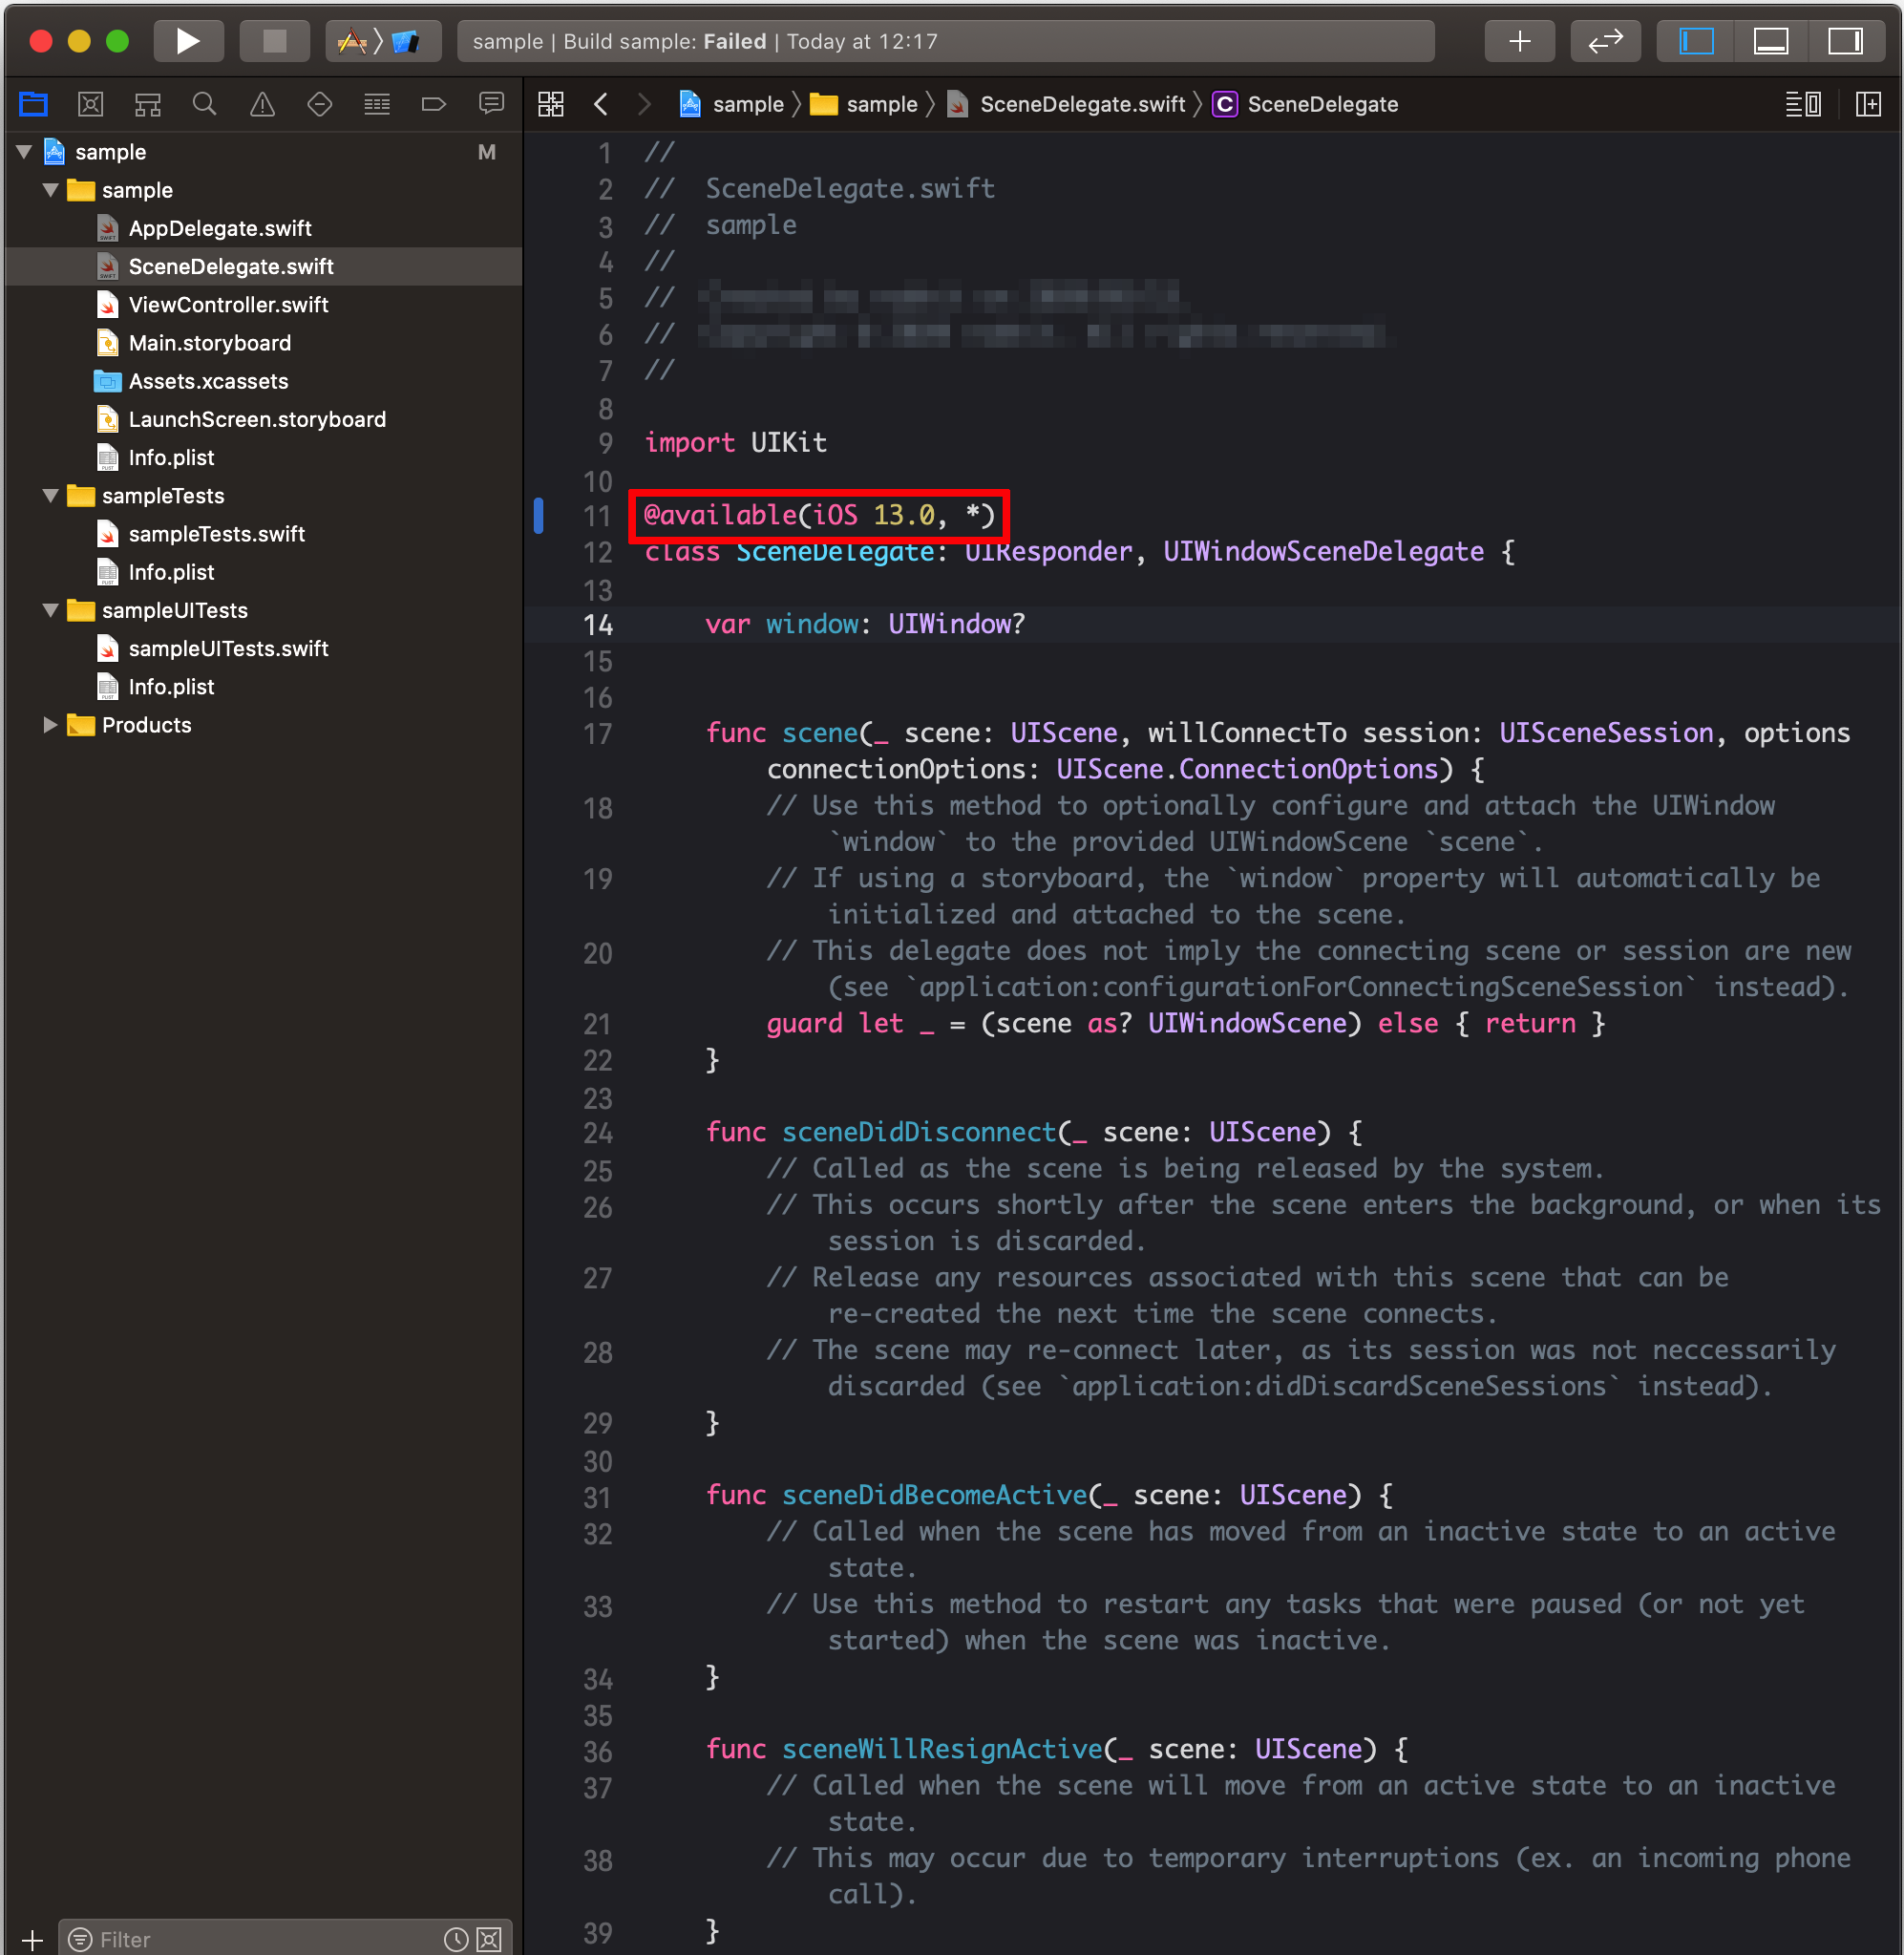 sample | Build sample: Failed | Today at 12:17
sample 〉 sample 〉 SceneDelegate.swift 〉 C SceneDelegate
sample M
sample
AppDelegate.swift
SceneDelegate.swift
ViewController.swift
Main.storyboard
Assets.xcassets
LaunchScreen.storyboard
Info.plist
sampleTests
sampleTests.swift
Info.plist
sampleUITests
sampleUITests.swift
Info.plist
Products
Filter
1 //
2 //  SceneDelegate.swift
3 //  sample
4 //
5 //
6 //
7 //
8
9 import UIKit
10
11 @available(iOS 13.0, *)
12 class SceneDelegate: UIResponder, UIWindowSceneDelegate {
13
14 var window: UIWindow?
15
16
17 func scene(_ scene: UIScene, willConnectTo session: UISceneSession, options
connectionOptions: UIScene.ConnectionOptions) {
18 // Use this method to optionally configure and attach the UIWindow
`window` to the provided UIWindowScene `scene`.
19 // If using a storyboard, the `window` property will automatically be
initialized and attached to the scene.
20 // This delegate does not imply the connecting scene or session are new
(see `application:configurationForConnectingSceneSession` instead).
21 guard let _ = (scene as? UIWindowScene) else { return }
22 }
23
24 func sceneDidDisconnect(_ scene: UIScene) {
25 // Called as the scene is being released by the system.
26 // This occurs shortly after the scene enters the background, or when its
session is discarded.
27 // Release any resources associated with this scene that can be
re-created the next time the scene connects.
28 // The scene may re-connect later, as its session was not neccessarily
discarded (see `application:didDiscardSceneSessions` instead).
29 }
30
31 func sceneDidBecomeActive(_ scene: UIScene) {
32 // Called when the scene has moved from an inactive state to an active
state.
33 // Use this method to restart any tasks that were paused (or not yet
started) when the scene was inactive.
34 }
35
36 func sceneWillResignActive(_ scene: UIScene) {
37 // Called when the scene will move from an active state to an inactive
state.
38 // This may occur due to temporary interruptions (ex. an incoming phone
call).
39 }